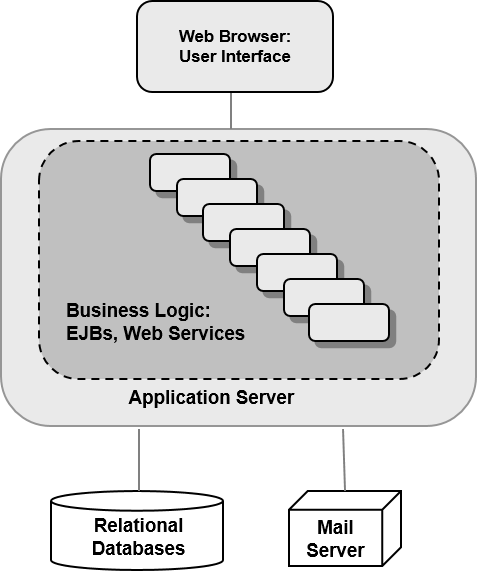 Web Browser:
User Interface
Business Logic:
EJBs, Web Services
Application Server
Relational
Databases
Mail
Server